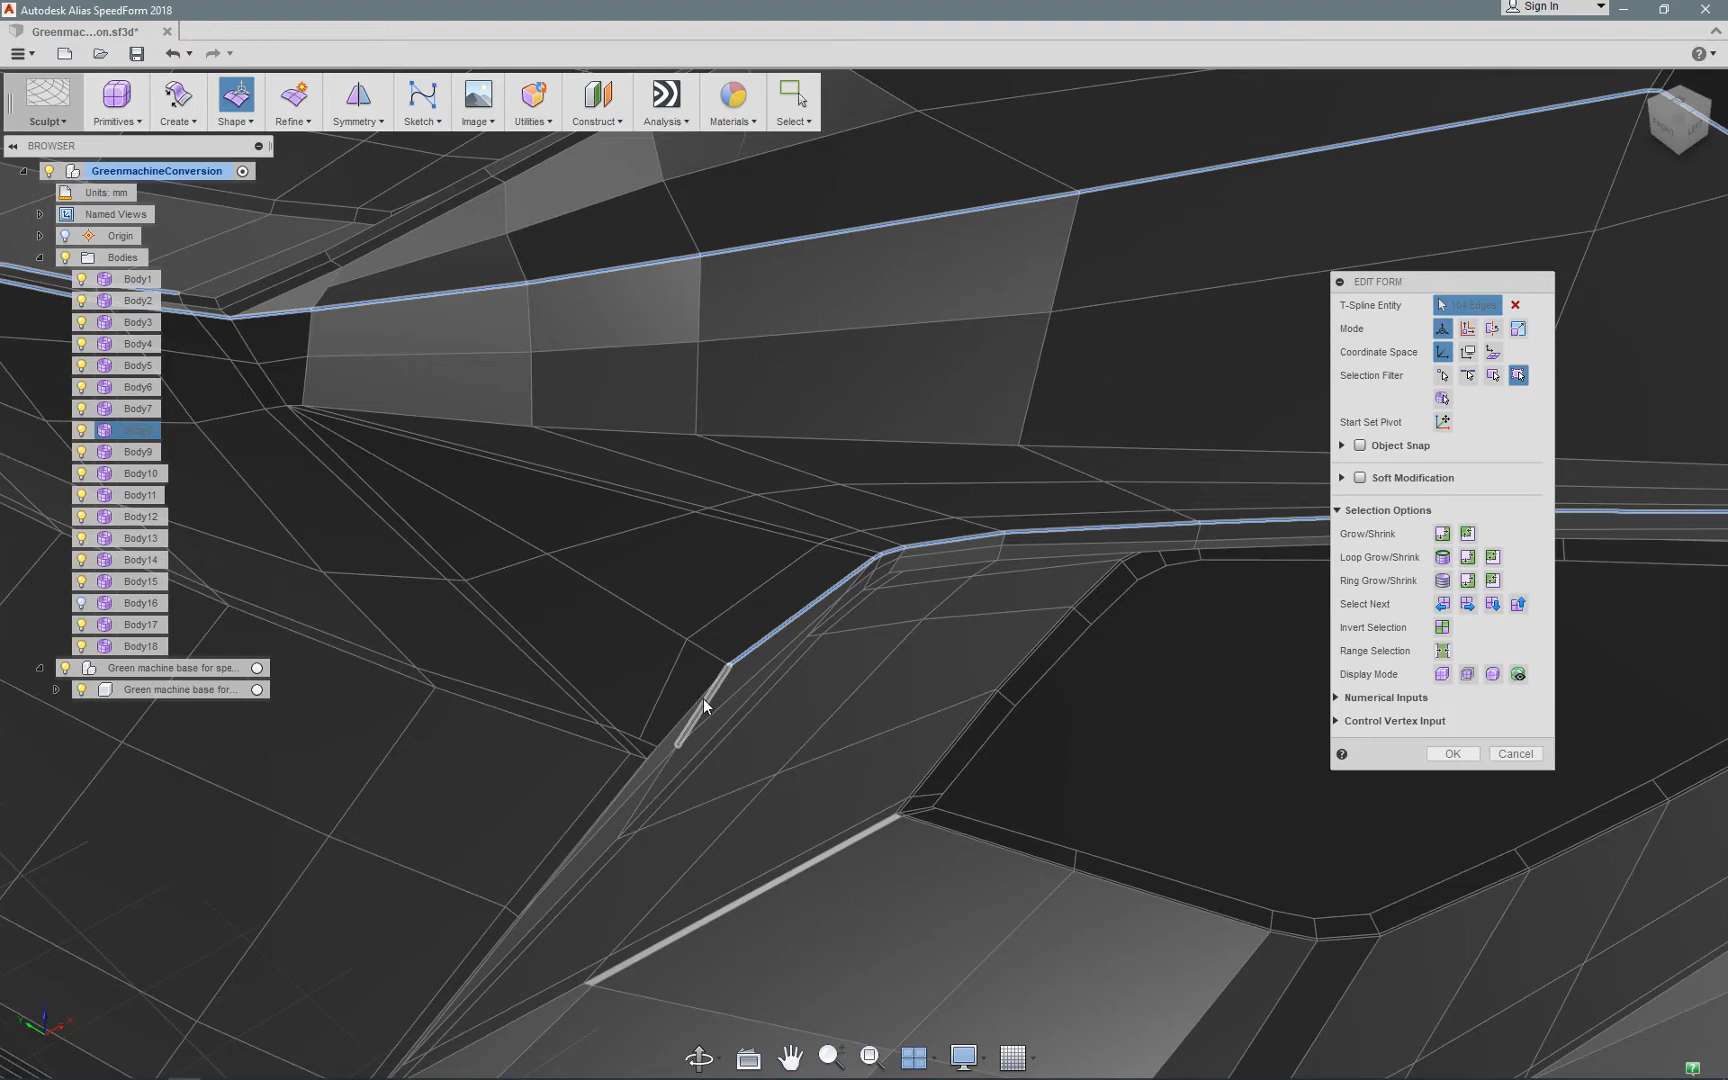 Autodesk Alias SpeedForm 2018
Sign In
Greenmac...on.sf3d*
Sculpt
Primitives
Create
Shape
Refine
Symmetry
Sketch
Image
Utilities
Construct
Analysis
Materials
Select
BROWSER
GreenmachineConversion
Units: mm
Named Views
Origin
Bodies
Body1
Body2
Body3
Body4
Body5
Body6
Body7
Body9
Body10
Body11
Body12
Body13
Body14
Body15
Body16
Body17
Body18
Green machine base for spe...
Green machine base for...
FRONT
LEFT
EDIT FORM
T-Spline Entity
104 Edges
Mode
Coordinate Space
Selection Filter
Start Set Pivot
Object Snap
Soft Modification
Selection Options
Grow/Shrink
Loop Grow/Shrink
Ring Grow/Shrink
Select Next
Invert Selection
Range Selection
Display Mode
Numerical Inputs
Control Vertex Input
OK
Cancel